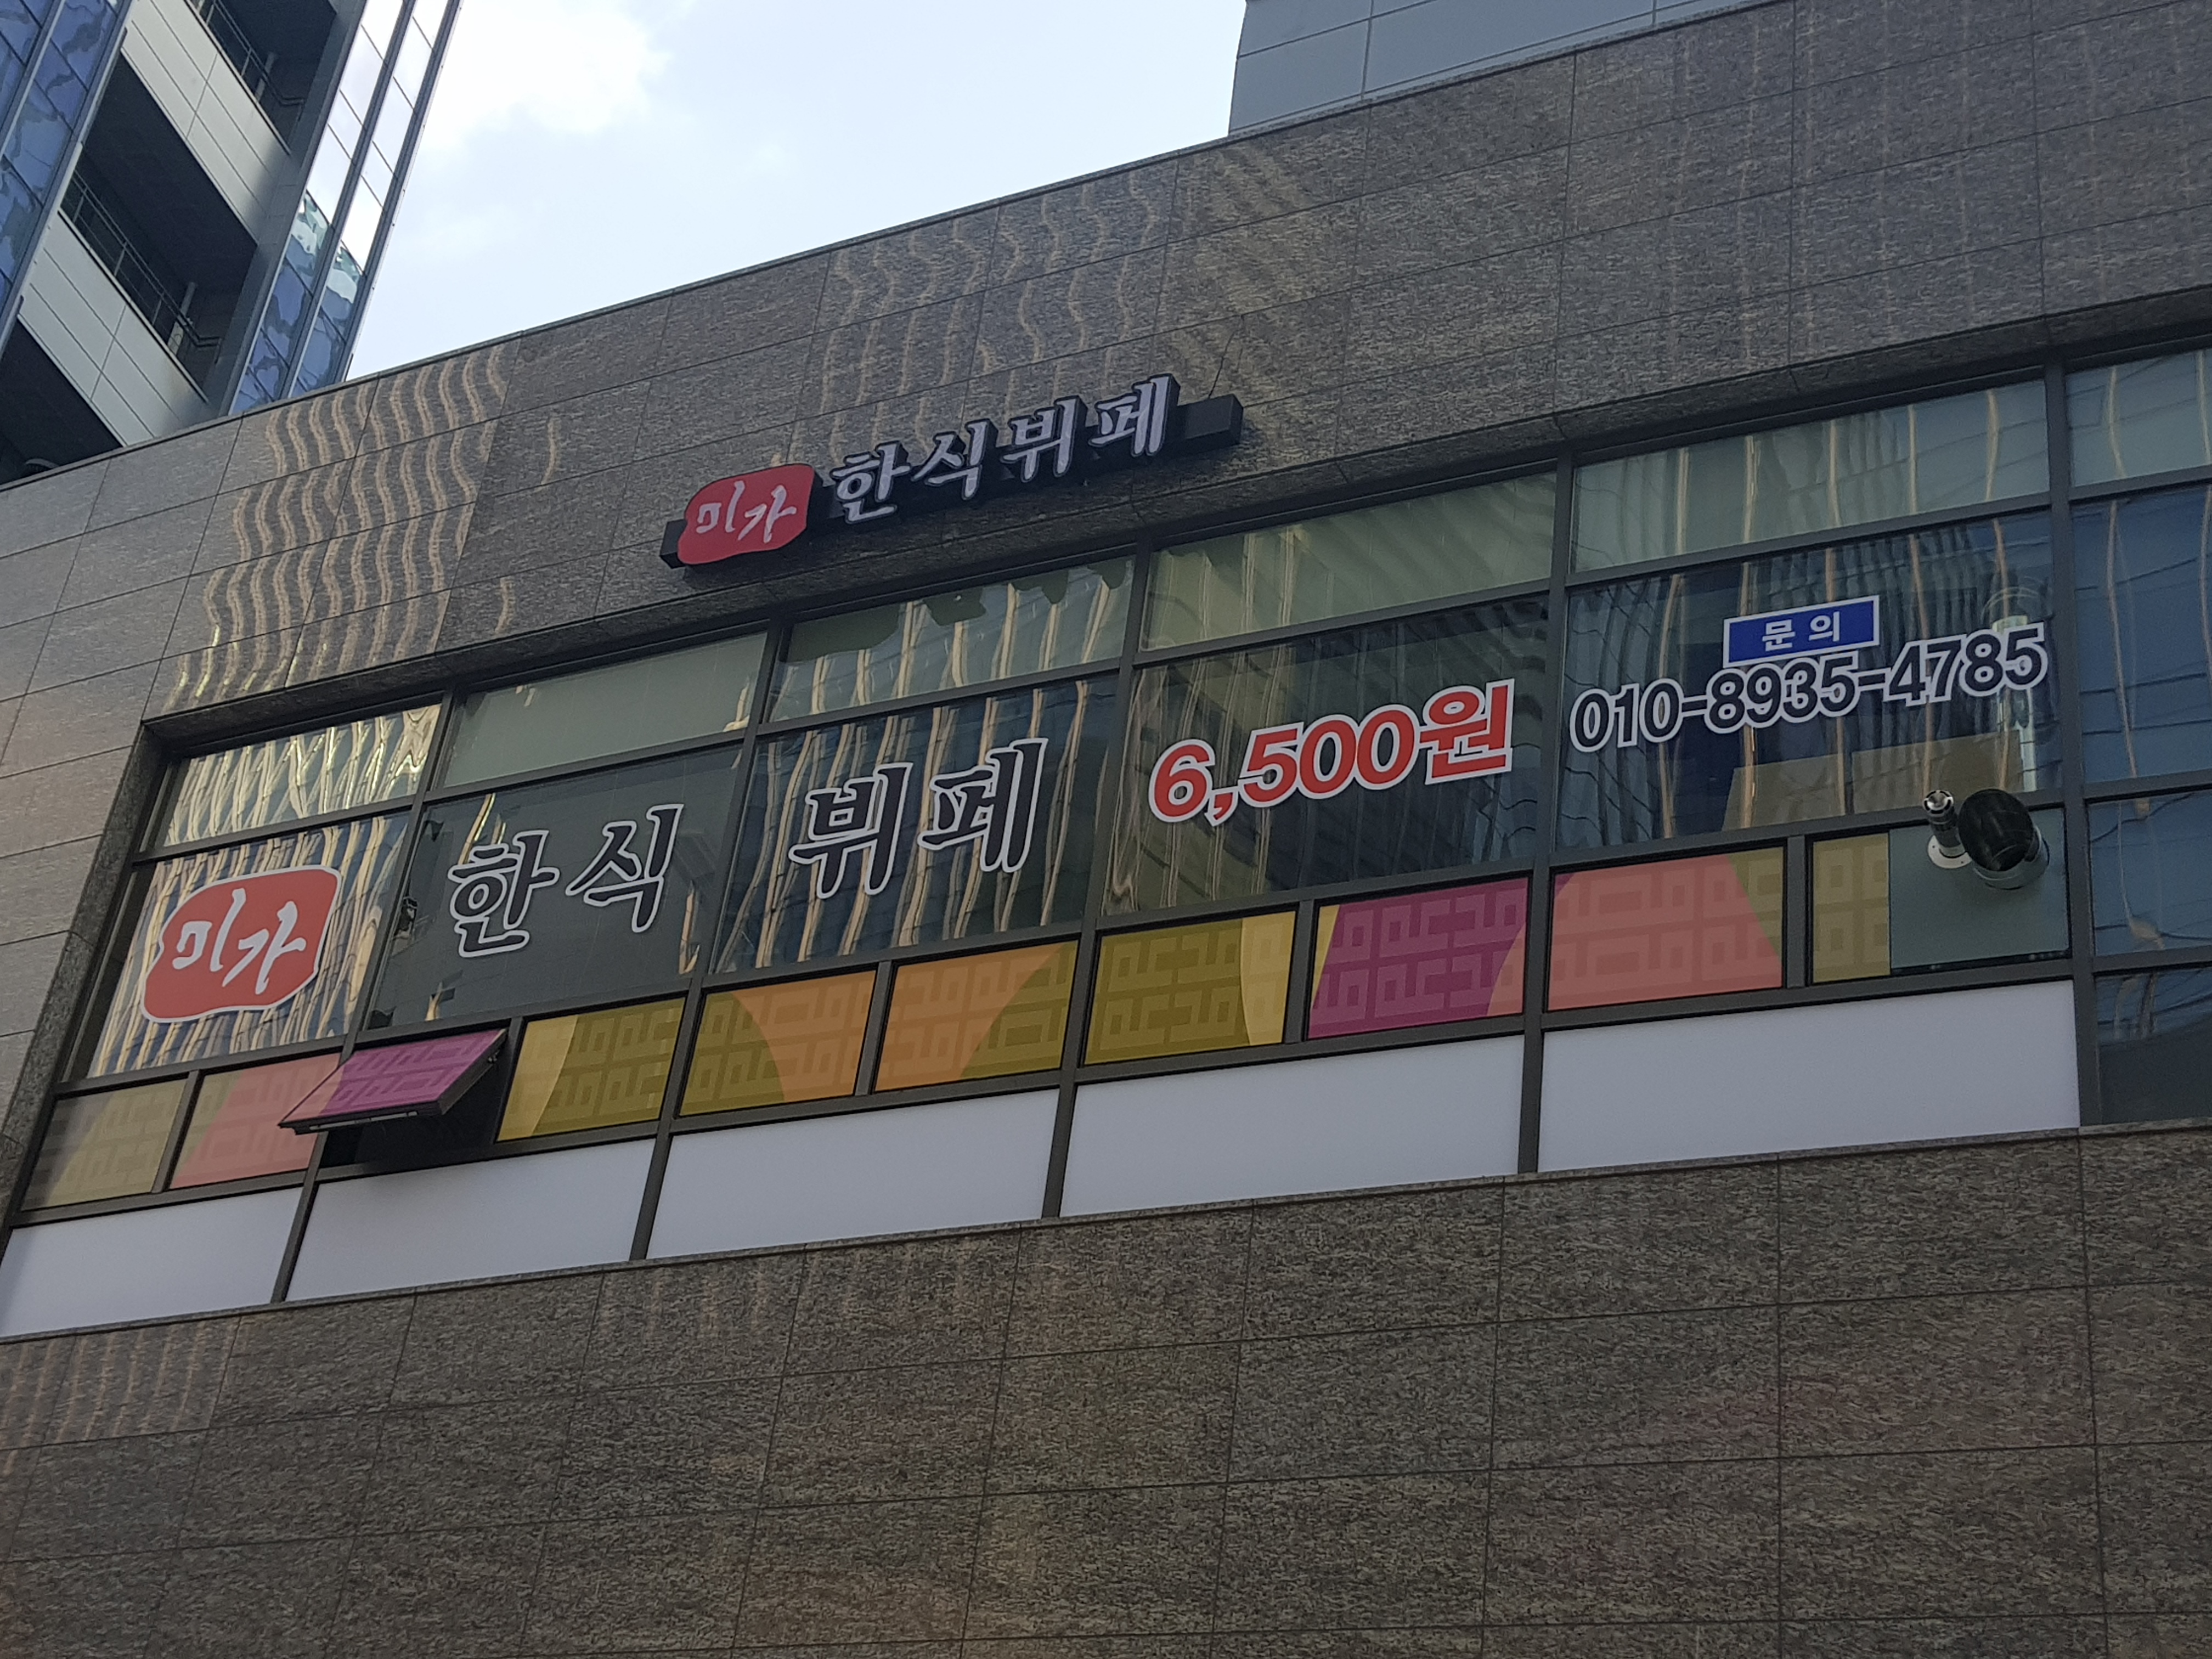 미가 한식뷔페
미가 한식 뷔페 6,500원
문의
010-8935-4785